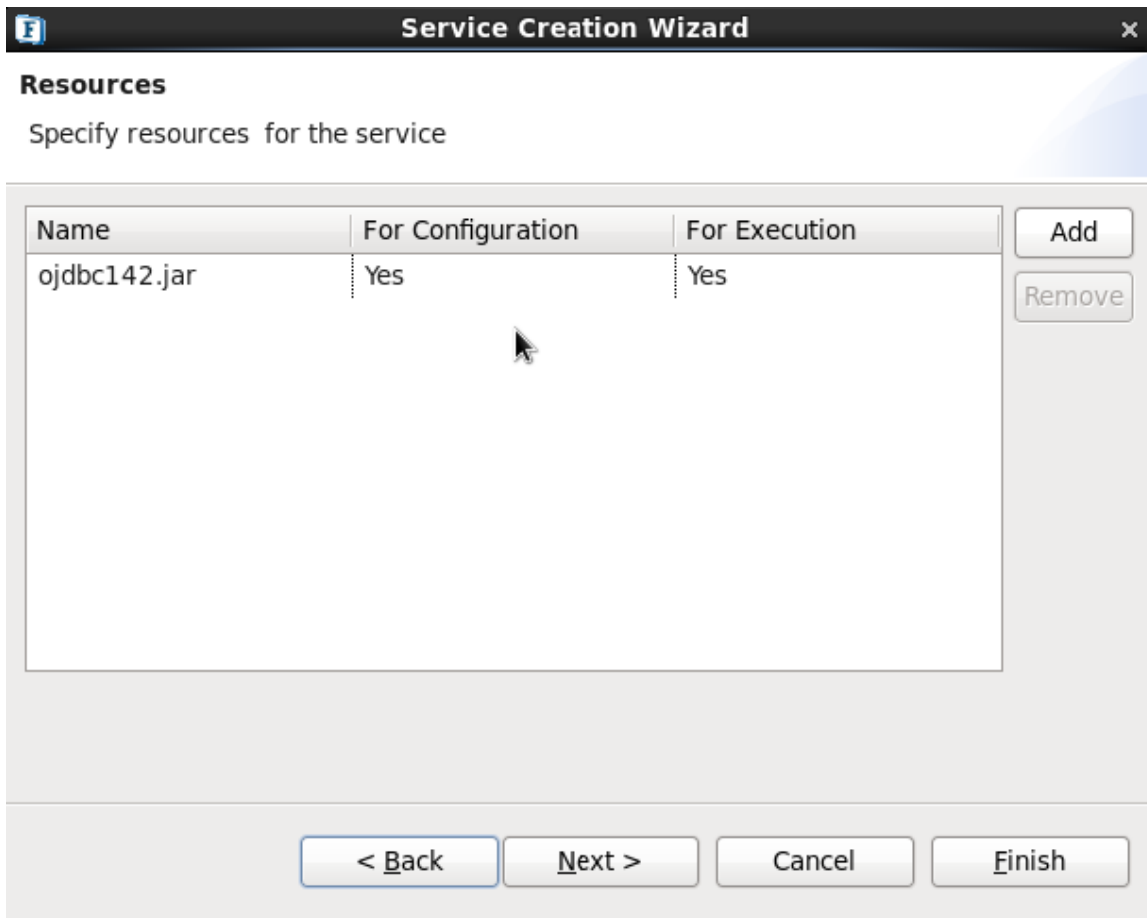 Service Creation Wizard
Resources
Specify resources for the service
Name For Configuration For Execution
ojdbc142.jar Yes Yes
Add
Remove
< Back Next > Cancel Finish